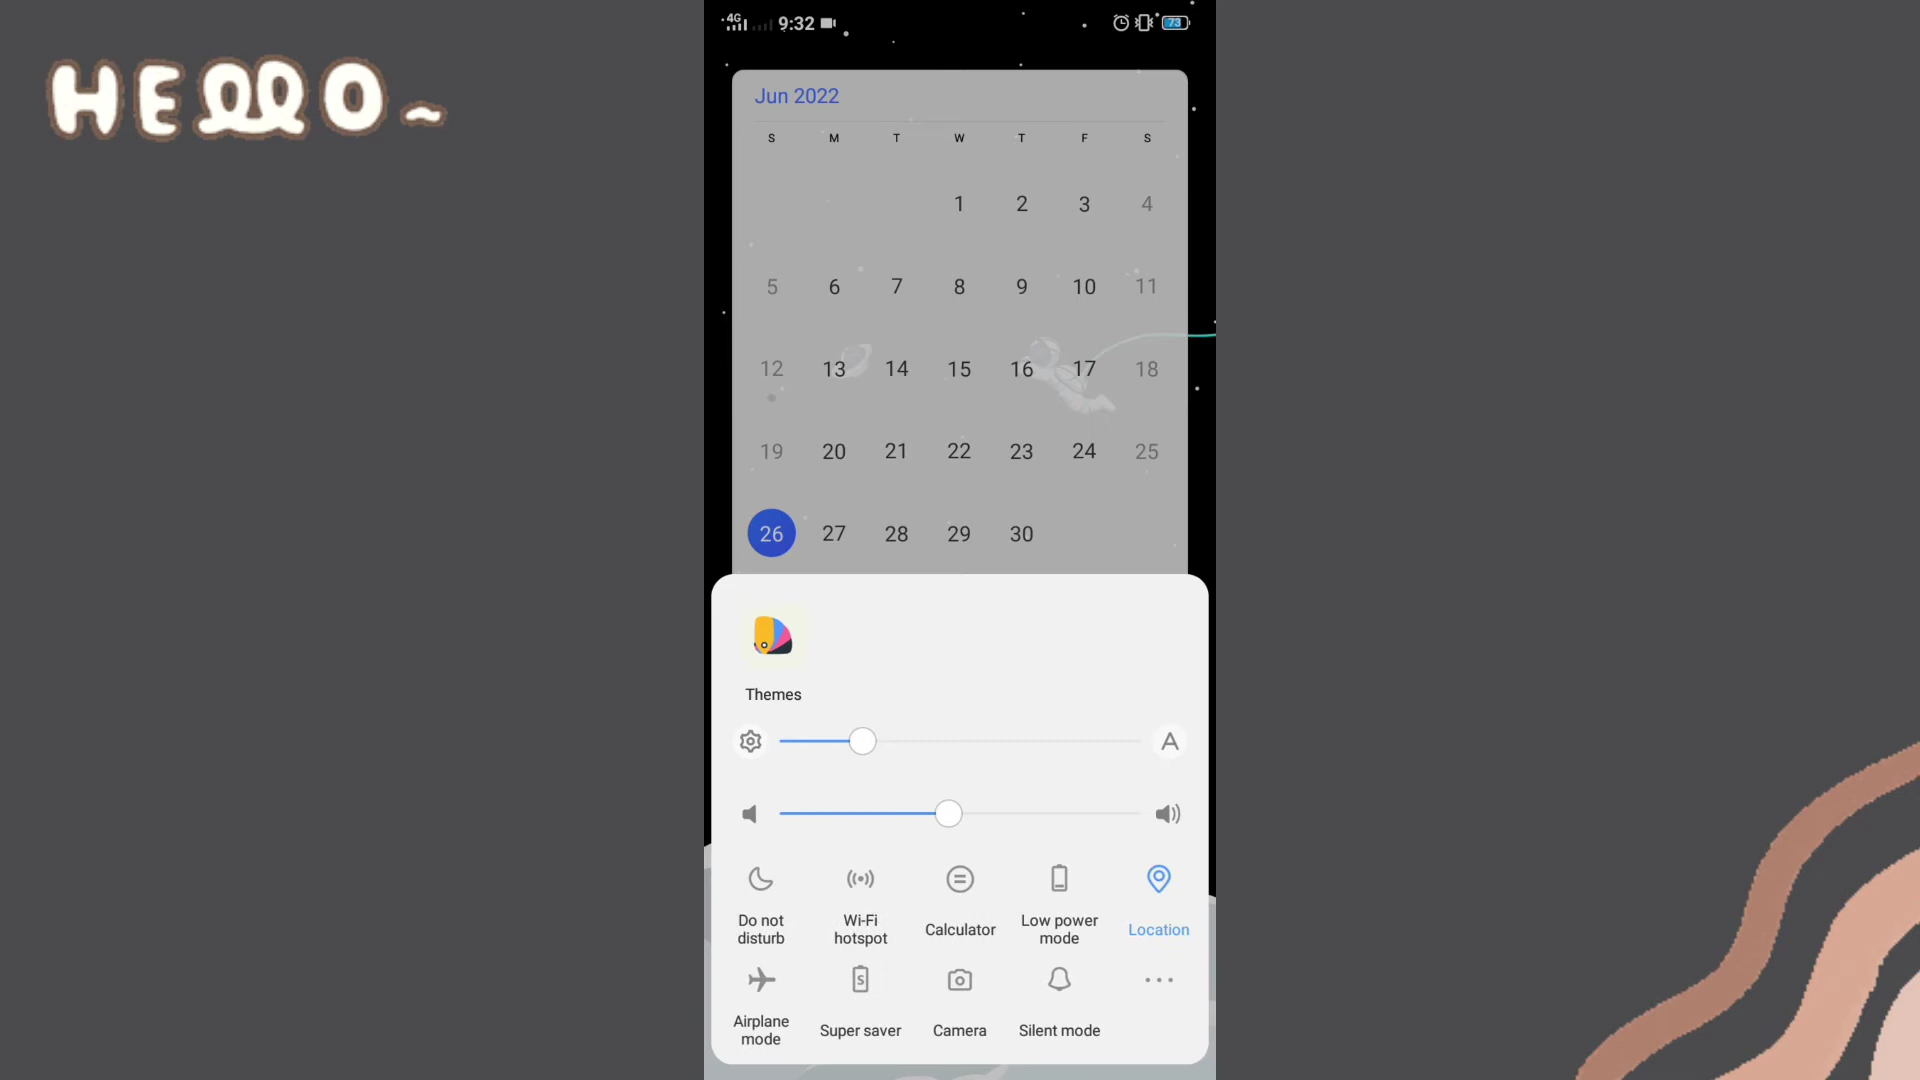 HELLO~
4G 9:32 73
Jun 2022
S M T W T F S
1 2 3 4
5 6 7 8 9 10 11
12 13 14 15 16 17 18
19 20 21 22 23 24 25
26 27 28 29 30
Themes
A
Do not disturb
Wi-Fi hotspot
Calculator
Low power mode
Location
S
Airplane mode
Super saver
Camera
Silent mode